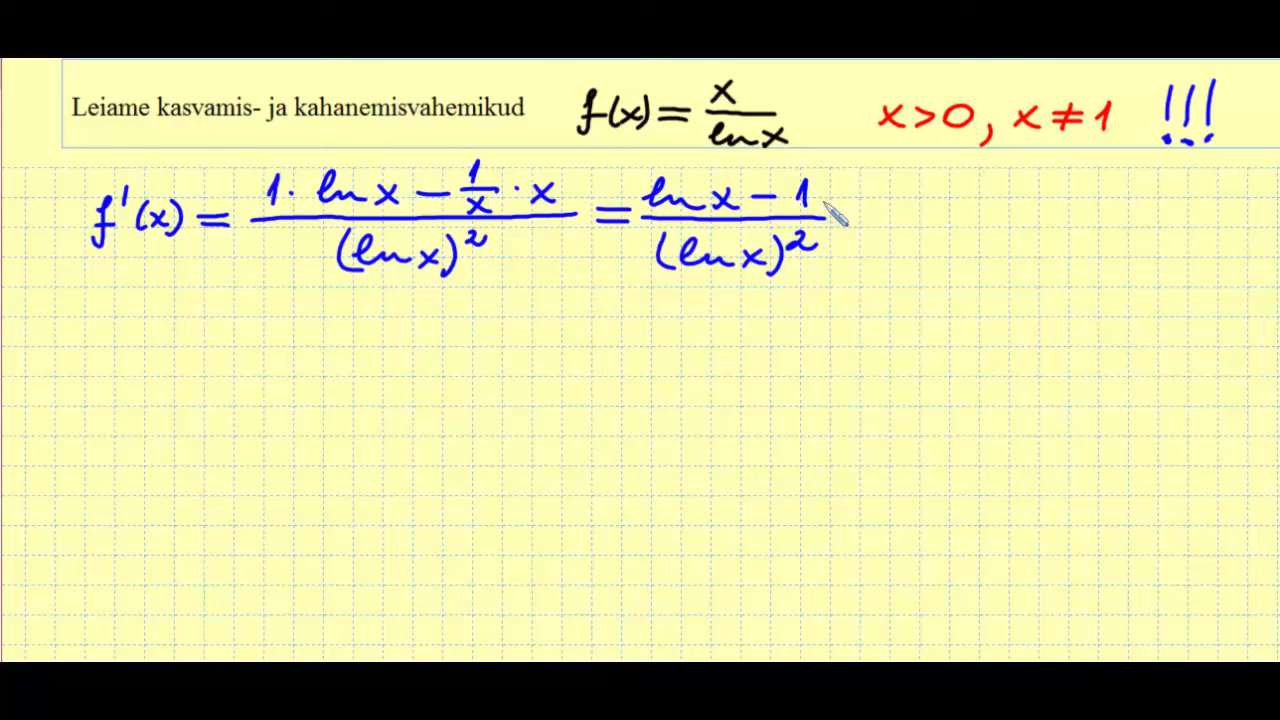 Leiame kasvamis- ja kahanemisvahemikud f(x) = x / ln x x > 0, x ≠ 1 !!!
f'(x) = (1 · ln x − 1/x · x) / (ln x)² = (ln x − 1) / (ln x)²